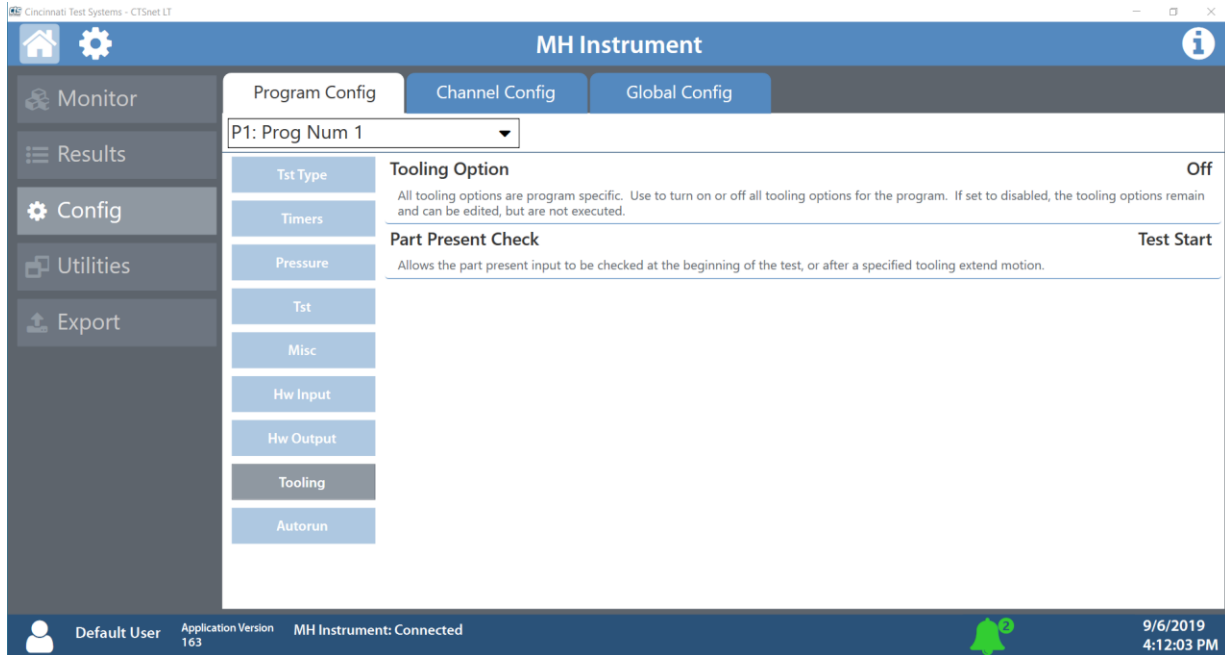 Cincinnati Test Systems - CTSnet LT
MH Instrument
Monitor
Results
Config
Utilities
Export
Program Config
Channel Config
Global Config
P1: Prog Num 1
Tst Type
Timers
Pressure
Tst
Misc
Hw Input
Hw Output
Tooling
Autorun
Tooling Option
Off
All tooling options are program specific. Use to turn on or off all tooling options for the program. If set to disabled, the tooling options remain
and can be edited, but are not executed.
Part Present Check
Test Start
Allows the part present input to be checked at the beginning of the test, or after a specified tooling extend motion.
Default User
Application Version
163
MH Instrument: Connected
2
9/6/2019
4:12:03 PM